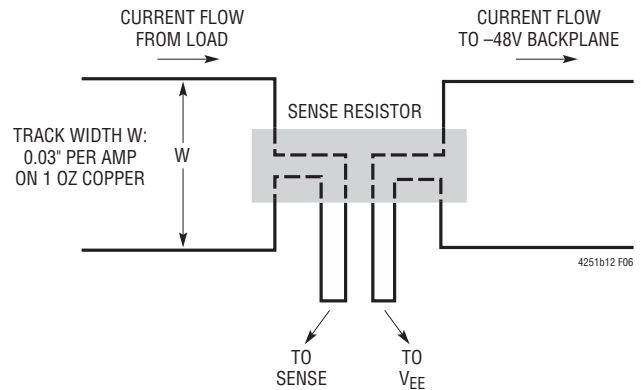 CURRENT FLOW
FROM LOAD
CURRENT FLOW
TO –48V BACKPLANE
SENSE RESISTOR
TRACK WIDTH W:
0.03" PER AMP
ON 1 OZ COPPER
W
4251b12 F06
TO
SENSE
TO
VEE